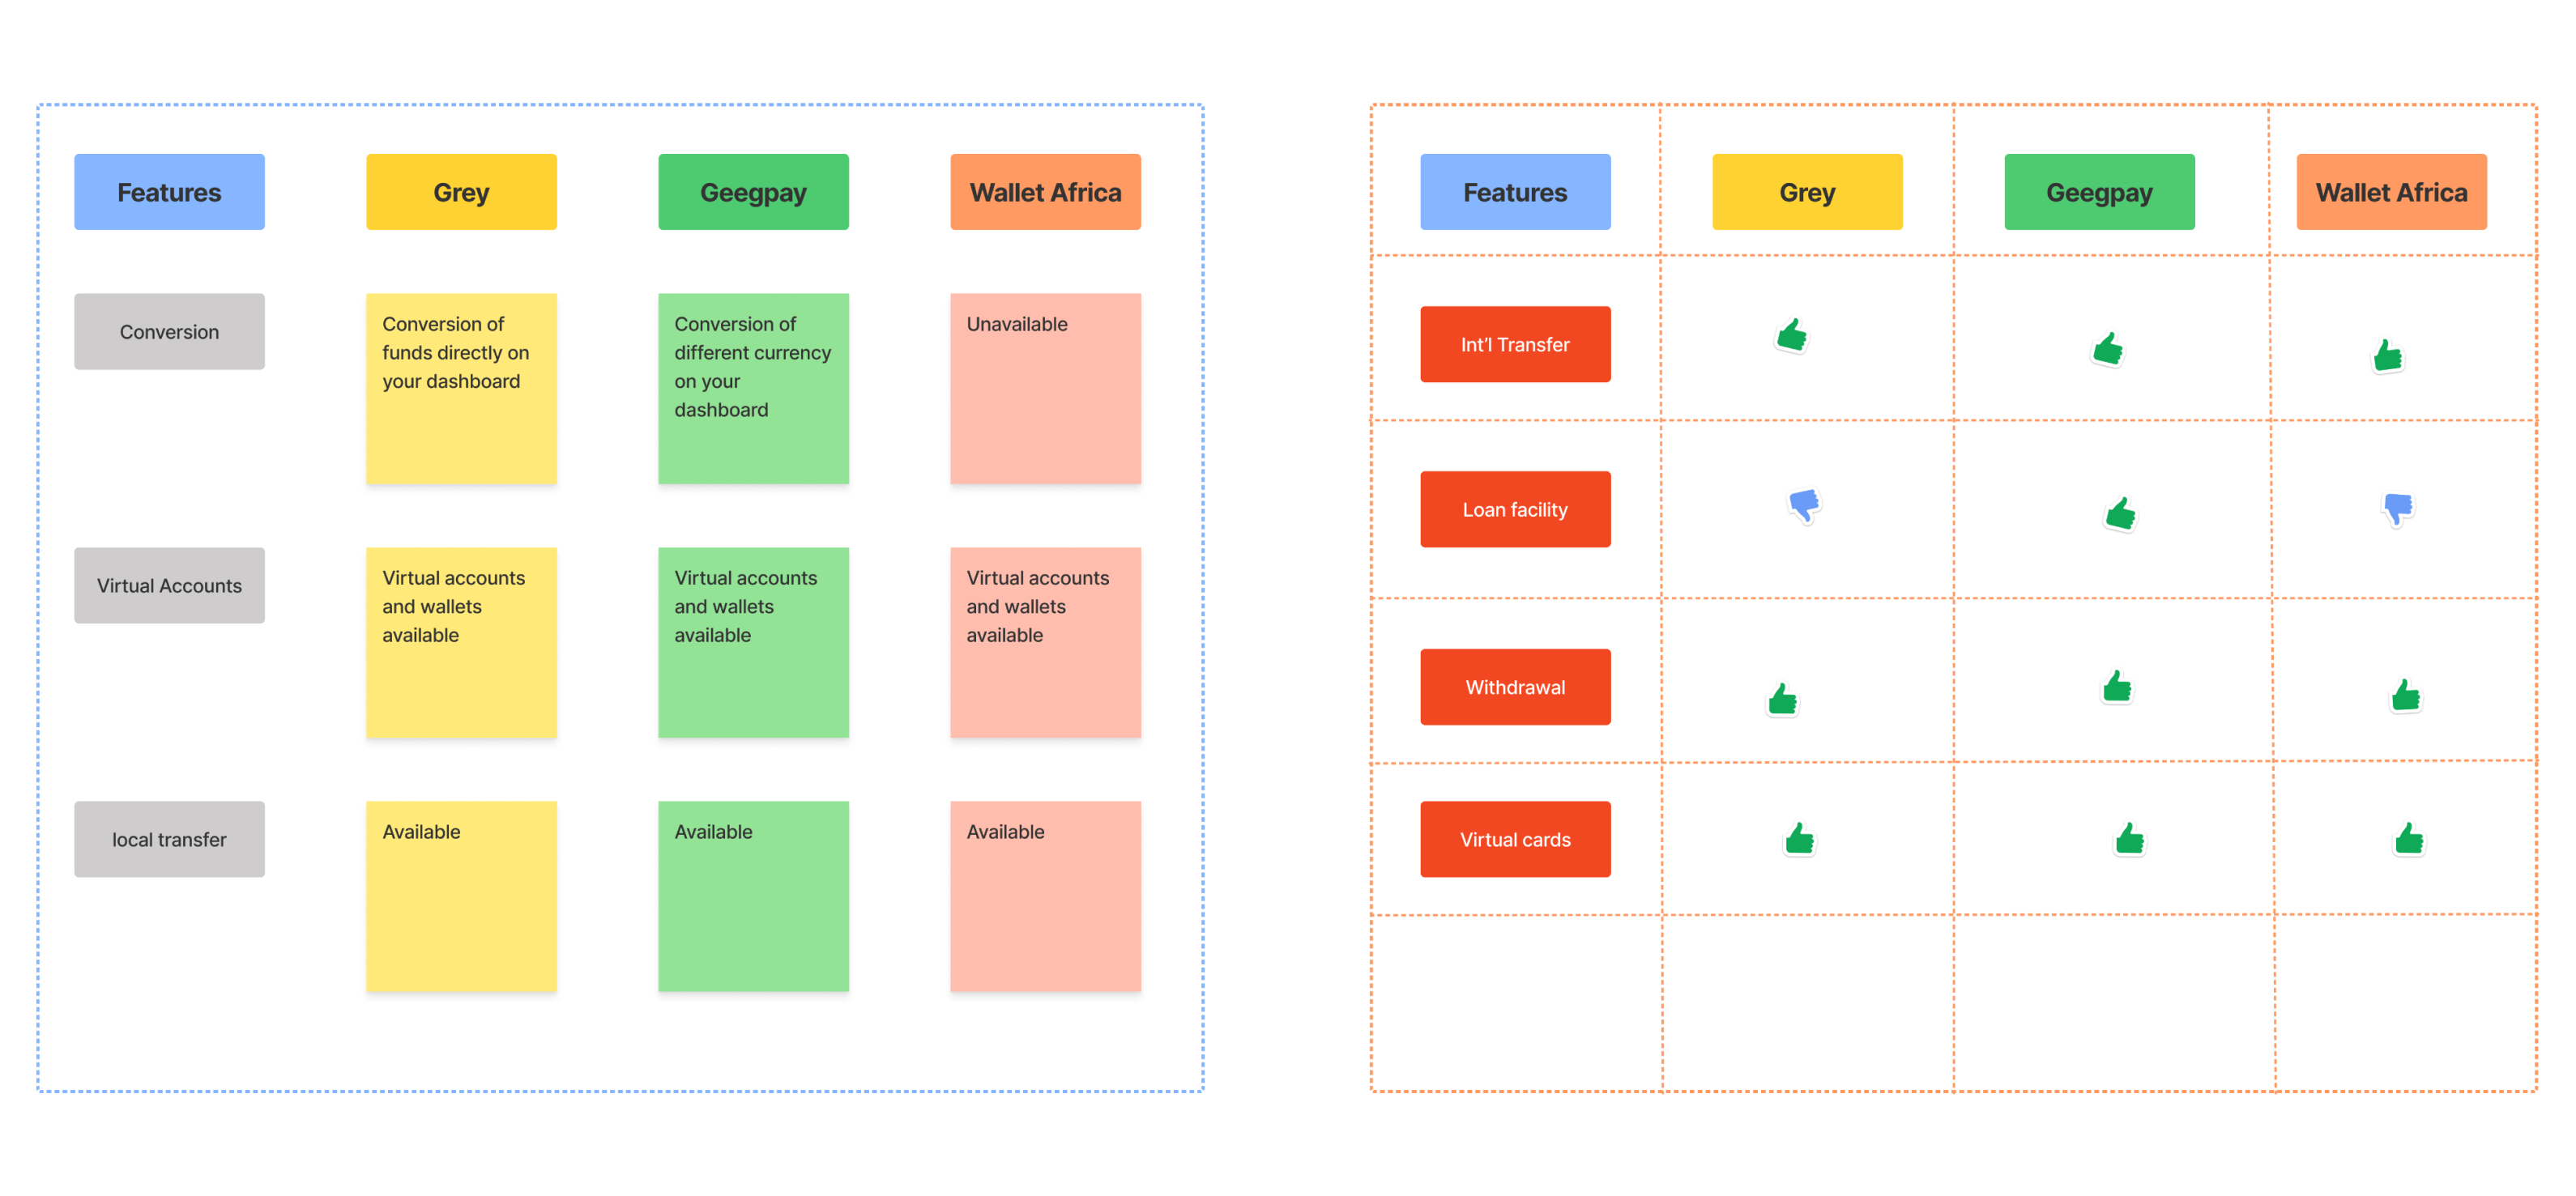 Features
Grey
Geegpay
Wallet Africa
Conversion
Conversion of
funds directly on
your dashboard
Conversion of
different currency
on your
dashboard
Unavailable
Virtual Accounts
Virtual accounts
and wallets
available
Virtual accounts
and wallets
available
Virtual accounts
and wallets
available
local transfer
Available
Available
Available
Features
Grey
Geegpay
Wallet Africa
Int’l Transfer
Loan facility
Withdrawal
Virtual cards